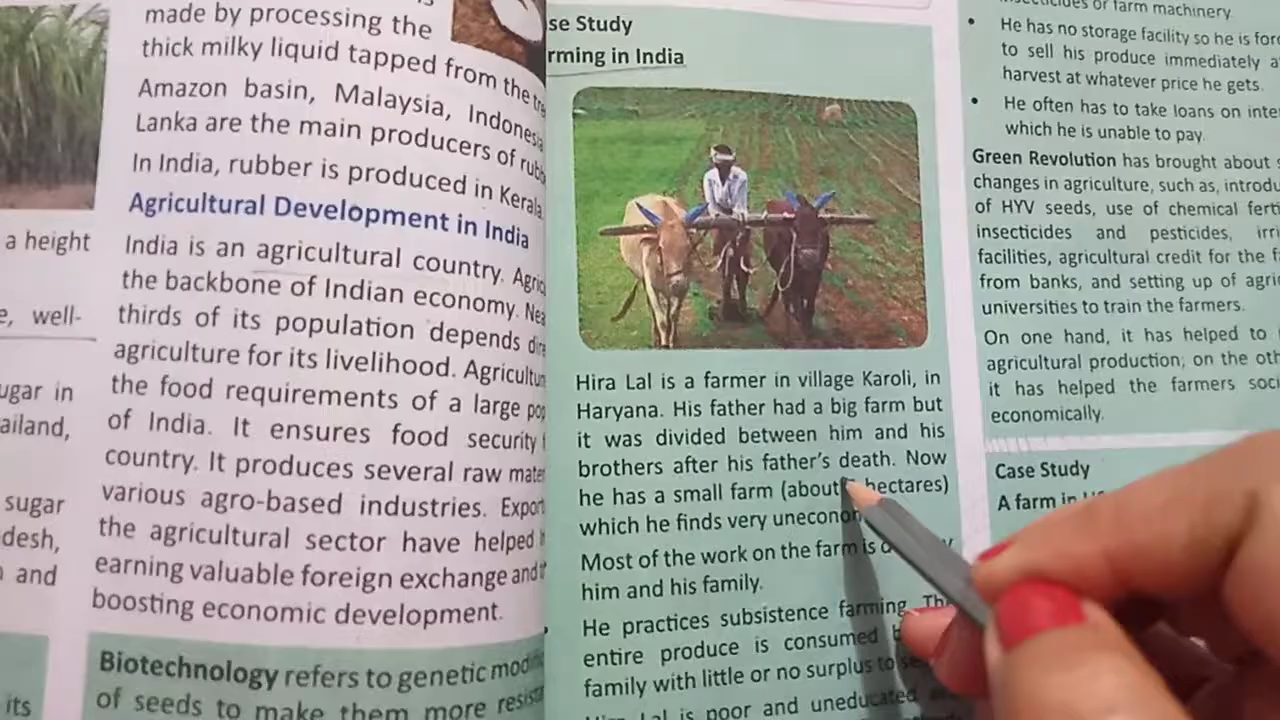 a height
e, well-
ugar in
ailand,
sugar
desh,
and
its
made by processing the
thick milky liquid tapped from the
Amazon basin, Malaysia,
Lanka are the main producers of
In India, rubber is produced in Kerala
Agricultural Development in India
India is an agricultural country.
the backbone of Indian economy.
thirds of its population depends
agriculture for its livelihood.
the food requirements of a large
of India. It ensures food security
country. It produces several raw
various agro-based industries.
the agricultural sector have helped
earning valuable foreign exchange and
boosting economic development.
Biotechnology refers to genetic
of seeds to make them more
se Study
rming in India
Hira Lal is a farmer in village Karoli, in
Haryana. His father had a big farm but
it was divided between him and his
brothers after his father's death. Now
he has a small farm (about hectares)
which he finds very
Most of the work on the farm is
him and his family.
He practices subsistence farming.
entire produce is consumed
family with little or no surplus to
Lal is poor and uneducated
or farm machinery.
• He has no storage facility so he is
to sell his produce immediately
harvest at whatever price he gets.
• He often has to take loans on
which he is unable to pay.
Green Revolution has brought about
changes in agriculture, such as,
of HYV seeds, use of chemical
insecticides and pesticides,
facilities, agricultural credit for the
from banks, and setting up of
universities to train the farmers.
On one hand, it has helped to
agricultural production; on the
it has helped the farmers
economically.
Case Study
A farm in